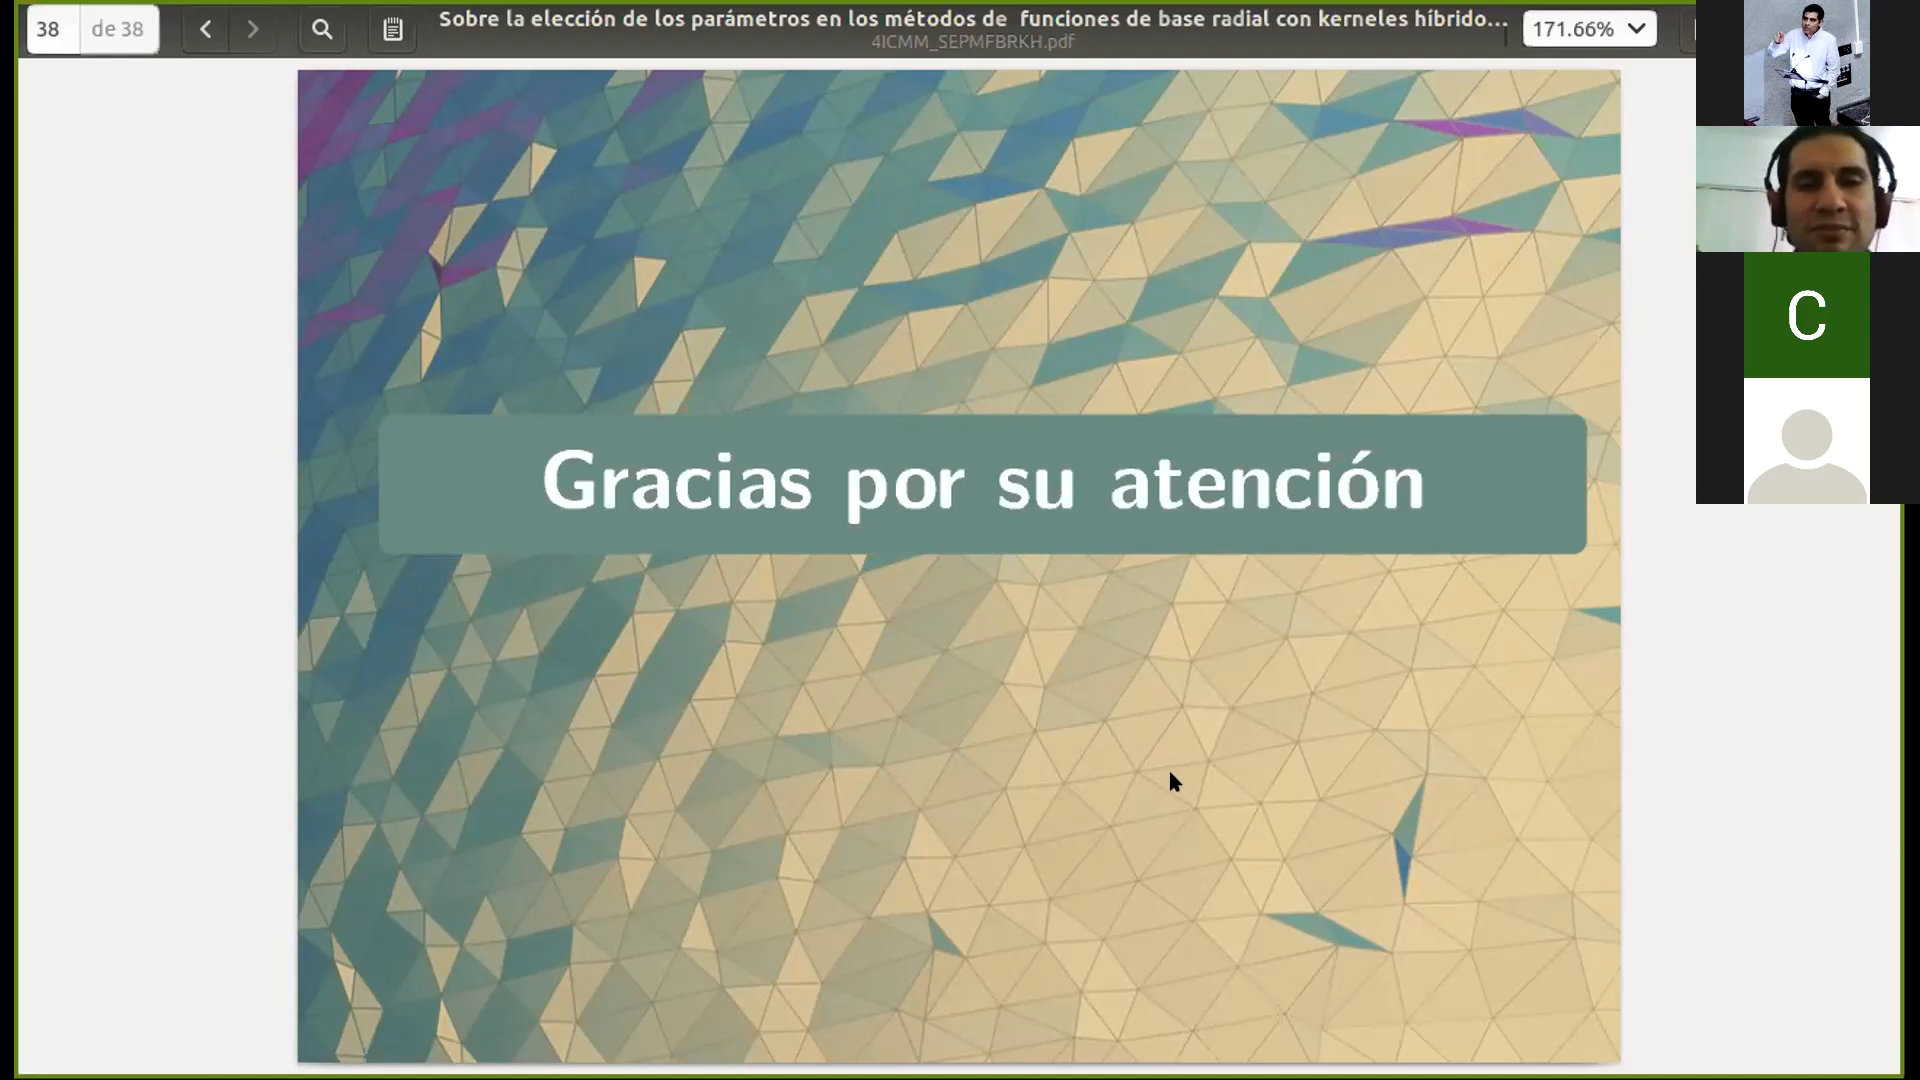 38
de 38
Sobre la elección de los parámetros en los métodos de  funciones de base radial con kerneles híbrido...
4ICMM_SEPMFBRKH.pdf
171.66%
C
Gracias por su atención